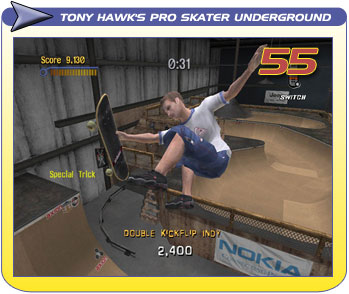 TONY HAWK'S PRO SKATER UNDERGROUND
Score 9,130
0:31
55
SWITCH
Jeep
Special Trick
DOUBLE KICKFLIP INDY
2,400
NOKIA